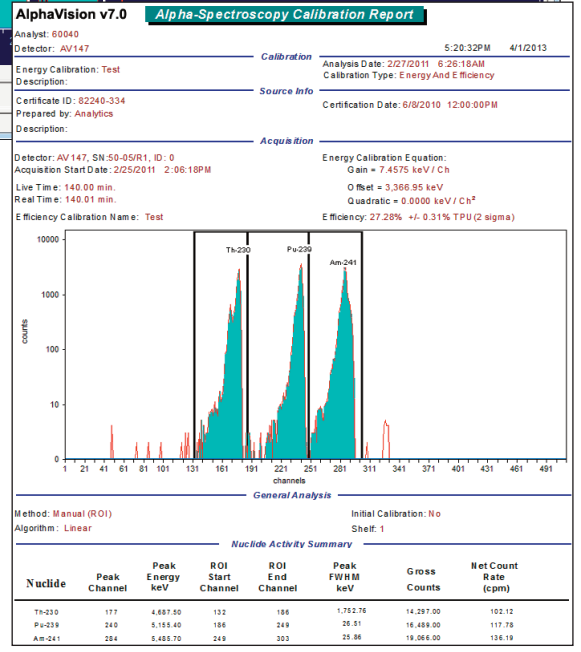 AlphaVision v7.0 Alpha-Spectroscopy Calibration Report
Analyst: 60040
Detector: AV147 5:20:32PM 4/1/2013
Calibration
Energy Calibration: Test Analysis Date: 2/27/2011 6:26:18AM
Description: Calibration Type: Energy And Efficiency
Source Info
Certificate ID: 82240-334 Certification Date: 6/8/2010 12:00:00PM
Prepared by: Analytics
Description:
Acquisition
Detector: AV147, SN:50-05/R1, ID: 0 Energy Calibration Equation:
Acquisition Start Date: 2/25/2011 2:06:18PM Gain = 7.4575 keV / Ch
Live Time: 140.00 min. Offset = 3,366.95 keV
Real Time: 140.01 min. Quadratic = 0.0000 keV / Ch²
Efficiency Calibration Name: Test Efficiency: 27.28% +/- 0.31% TPU (2 sigma)
10000
1000
100
10
0
counts
Th-230 Pu-239 Am-241
1 21 41 61 81 101 131 161 191 221 251 281 311 341 371 401 431 461 491
channels
General Analysis
Method: Manual (ROI) Initial Calibration: No
Algorithm: Linear Shelf: 1
Nuclide Activity Summary
Nuclide Peak Channel Peak Energy keV ROI Start Channel ROI End Channel Peak FWHM keV Gross Counts Net Count Rate (cpm)
Th-230 177 4,687.50 132 186 1,752.76 14,297.00 102.12
Pu-239 240 5,155.40 186 249 26.51 16,489.00 117.78
Am-241 284 5,485.70 249 303 25.86 19,066.00 136.19